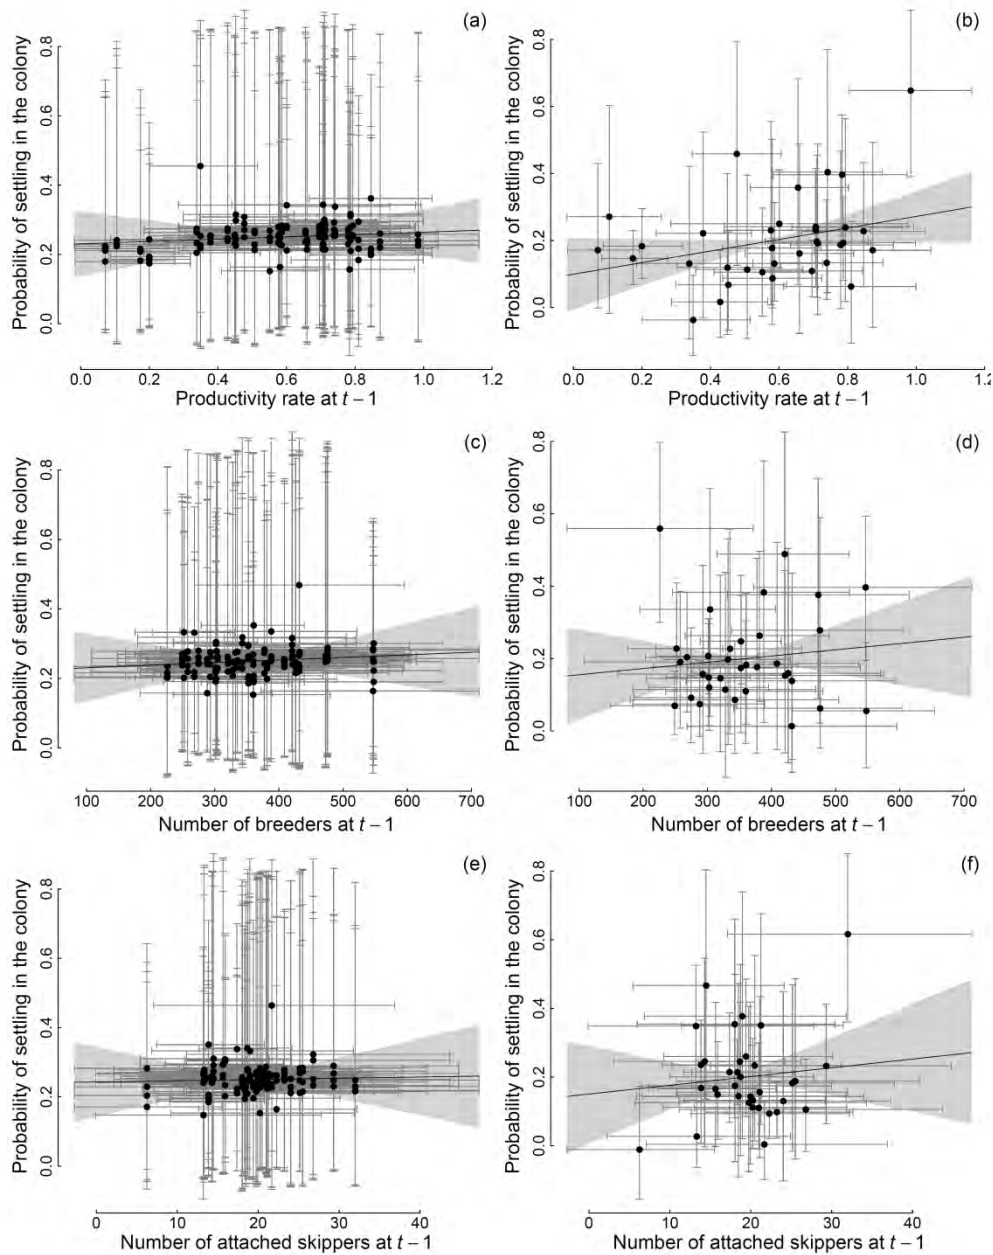 (a)
Probability of settling in the colony
0.8
0.6
0.4
0.2
0.0
0.0 0.2 0.4 0.6 0.8 1.0 1.2
Productivity rate at t − 1
(b)
Probability of settling in the colony
0.8
0.6
0.4
0.2
0.0
0.0 0.2 0.4 0.6 0.8 1.0 1.2
Productivity rate at t − 1
(c)
Probability of settling in the colony
0.8
0.6
0.4
0.2
0.0
100 200 300 400 500 600 700
Number of breeders at t − 1
(d)
Probability of settling in the colony
0.8
0.6
0.4
0.2
0.0
100 200 300 400 500 600 700
Number of breeders at t − 1
(e)
Probability of settling in the colony
0.8
0.6
0.4
0.2
0.0
0 10 20 30 40
Number of attached skippers at t − 1
(f)
Probability of settling in the colony
0.8
0.6
0.4
0.2
0.0
0 10 20 30 40
Number of attached skippers at t − 1